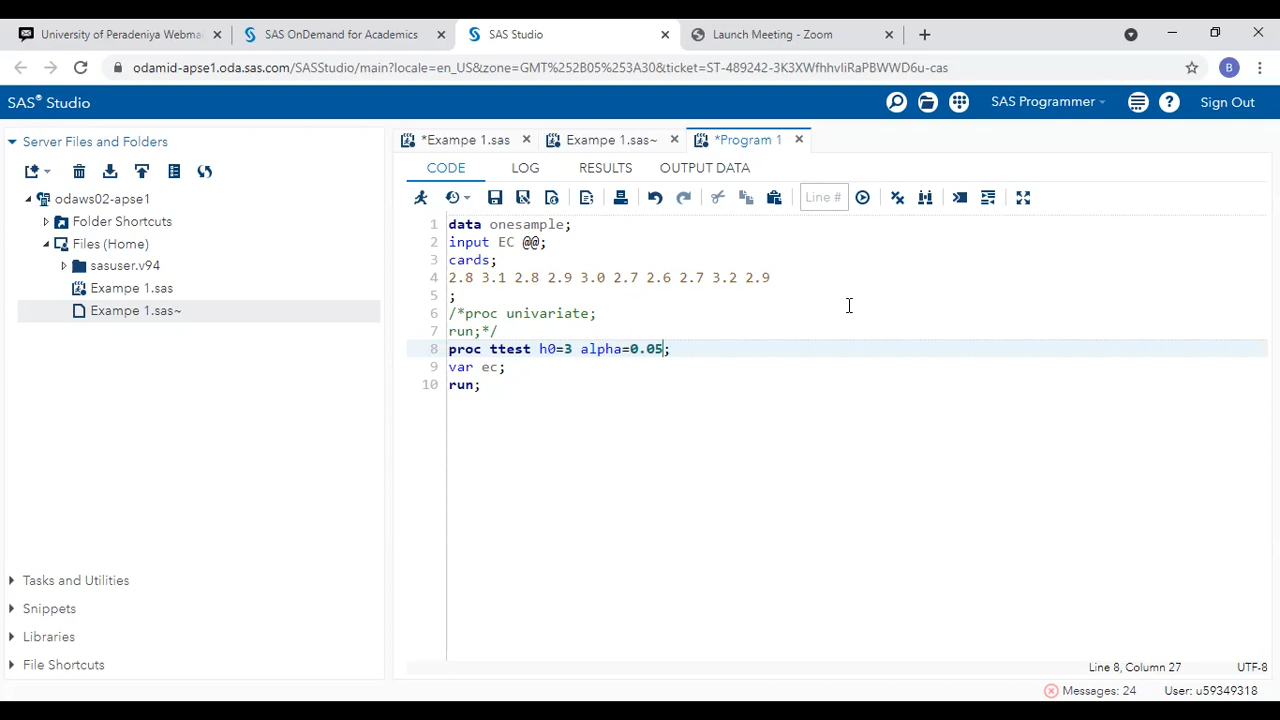 University of Peradeniya Webma
SAS OnDemand for Academics
SAS Studio
Launch Meeting - Zoom
odamid-apse1.oda.sas.com/SASStudio/main?locale=en_US&zone=GMT%252B05%253A30&ticket=ST-489242-3K3XWfhhvIiRaPBWWD6u-cas
B
SAS® Studio
SAS Programmer
Sign Out
Server Files and Folders
odaws02-ap#1
Folder Shortcuts
Files (Home)
sasuser.v94
Exampe 1.sas
Exampe 1.sas~
Tasks and Utilities
Snippets
Libraries
File Shortcuts
*Exampe 1.sas
Exampe 1.sas~
*Program 1
CODE
LOG
RESULTS
OUTPUT DATA
Line #
1 data onesample;
2 input EC @@;
3 cards;
4 2.8 3.1 2.8 2.9 3.0 2.7 2.6 2.7 3.2 2.9
5 ;
6 /*proc univariate;
7 run;*/
8 proc ttest h0=3 alpha=0.05;
9 var ec;
10 run;
Line 8, Column 27
UTF-8
Messages: 24
User: u59349318